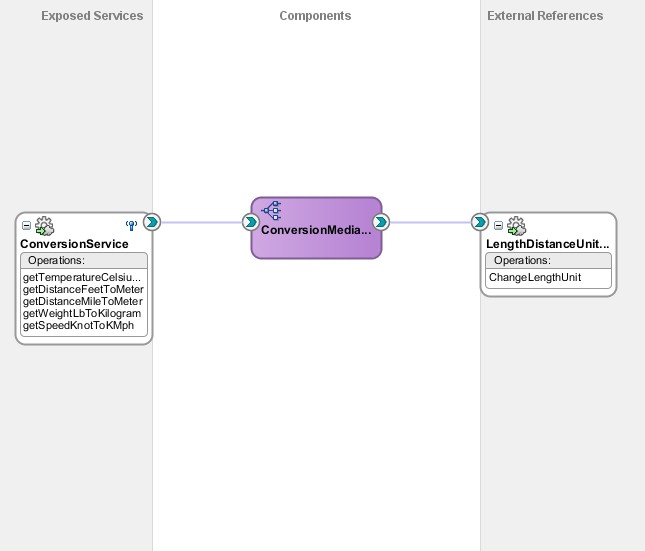 Exposed Services
Components
External References
ConversionService
Operations:
getTemperatureCelsiu...
getDistanceFeetToMeter
getDistanceMileToMeter
getWeightLbToKilogram
getSpeedKnotToKMph
ConversionMedia...
LengthDistanceUnit...
Operations:
ChangeLengthUnit